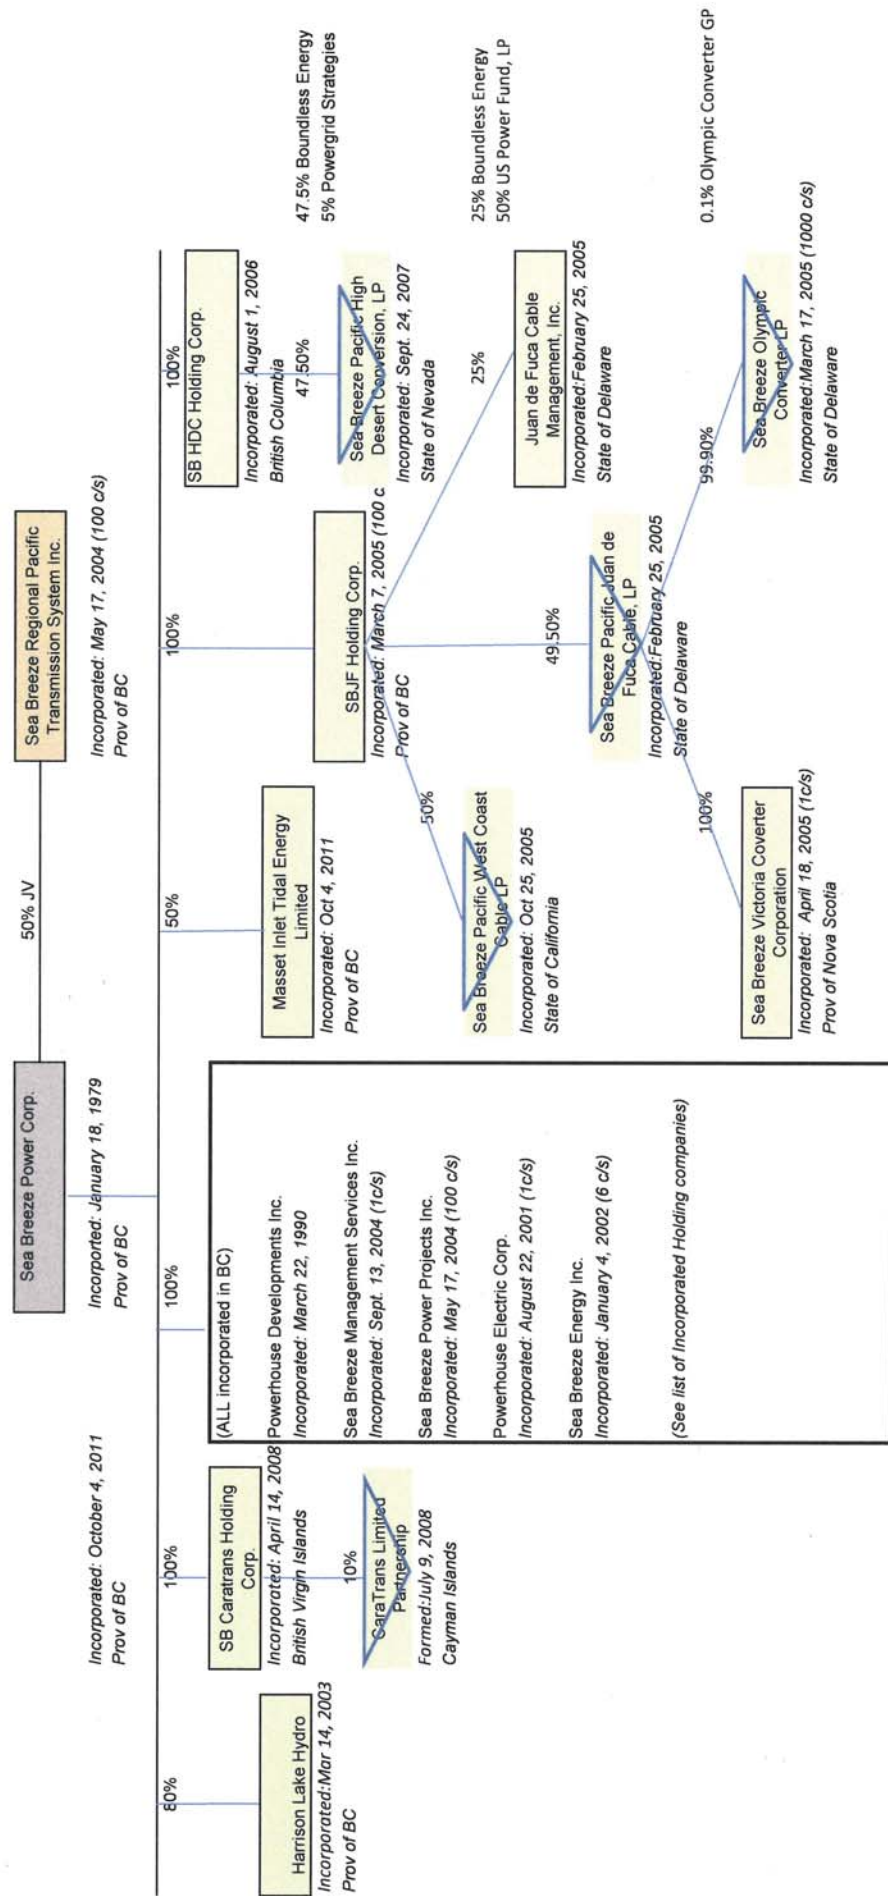 Sea Breeze Power Corp.
Incorported: January 18, 1979
Prov of BC
50% JV
Sea Breeze Regional Pacific
Transmission System Inc.
Incorporated: May 17, 2004 (100 c/s)
Prov of BC
Incorporated: October 4, 2011
Prov of BC
80%
100%
100%
50%
100%
100%
Harrison Lake Hydro
Incorporated:Mar 14, 2003
Prov of BC
SB Caratrans Holding
Corp.
Incorporated: April 14, 2008
British Virgin Islands
10%
CaraTrans Limited
Partnership
Formed:July 9, 2008
Cayman Islands
(ALL incorporated in BC)
Powerhouse Developments Inc.
Incorporated: March 22, 1990
Sea Breeze Management Services Inc.
Incorporated: Sept. 13, 2004 (1c/s)
Sea Breeze Power Projects Inc.
Incorporated: May 17, 2004 (100 c/s)
Powerhouse Electric Corp.
Incorporated: August 22, 2001 (1c/s)
Sea Breeze Energy Inc.
Incorporated: January 4, 2002 (6 c/s)
(See list of Incorporated Holding companies)
Masset Inlet Tidal Energy
Limited
Incorporated: Oct 4, 2011
Prov of BC
SBJF Holding Corp.
Incorporated: March 7, 2005 (100 c
Prov of BC
SB HDC Holding Corp.
Incorporated: August 1, 2006
British Columbia
47.50%
47.5% Boundless Energy
5% Powergrid Strategies
Sea Breeze Pacific High
Desert Conversion, LP
Incorporated: Sept. 24, 2007
State of Nevada
50%
Sea Breeze Pacific West Coast
Cable LP
Incorporated: Oct 25, 2005
State of California
25%
25% Boundless Energy
50% US Power Fund, LP
Juan de Fuca Cable
Management, Inc.
Incorporated:February 25, 2005
State of Delaware
49.50%
Sea Breeze Pacific Juan de
Fuca Cable, LP
Incorporated:February 25, 2005
State of Delaware
100%
99.90%
0.1% Olympic Converter GP
Sea Breeze Victoria Coverter
Corporation
Incorporated: April 18, 2005 (1c/s)
Prov of Nova Scotia
Sea Breeze Olympic
Converter LP
Incorporated:March 17, 2005 (1000 c/s)
State of Delaware